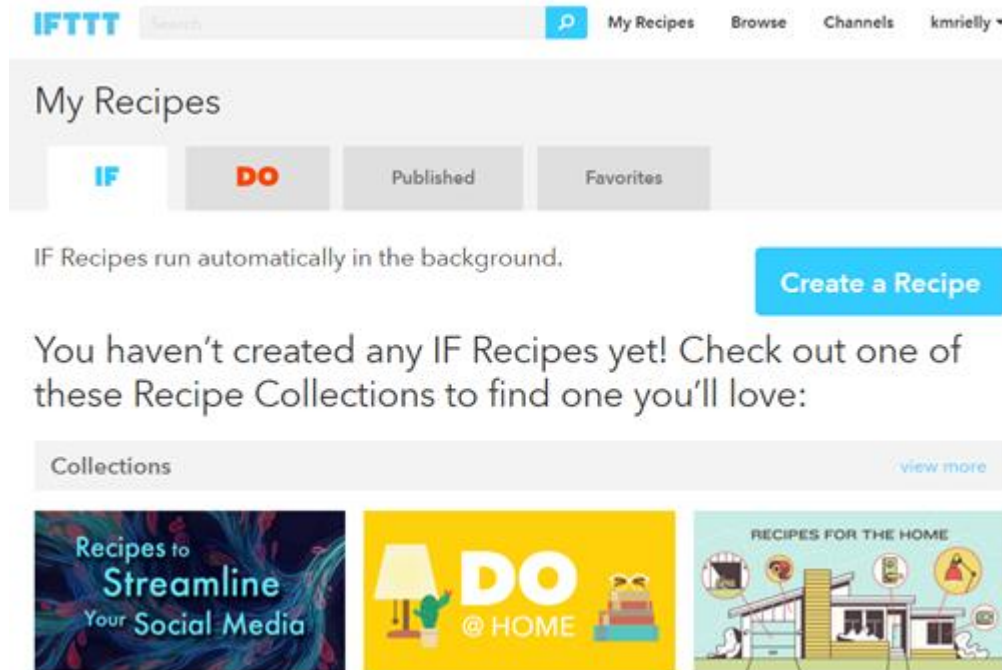 IFTTT Search My Recipes Browse Channels kmrielly
My Recipes
IF DO Published Favorites
IF Recipes run automatically in the background.
Create a Recipe
You haven't created any IF Recipes yet! Check out one of
these Recipe Collections to find one you'll love:
Collections view more
Recipes to
Streamline
Your Social Media
DO
@ HOME
RECIPES FOR THE HOME